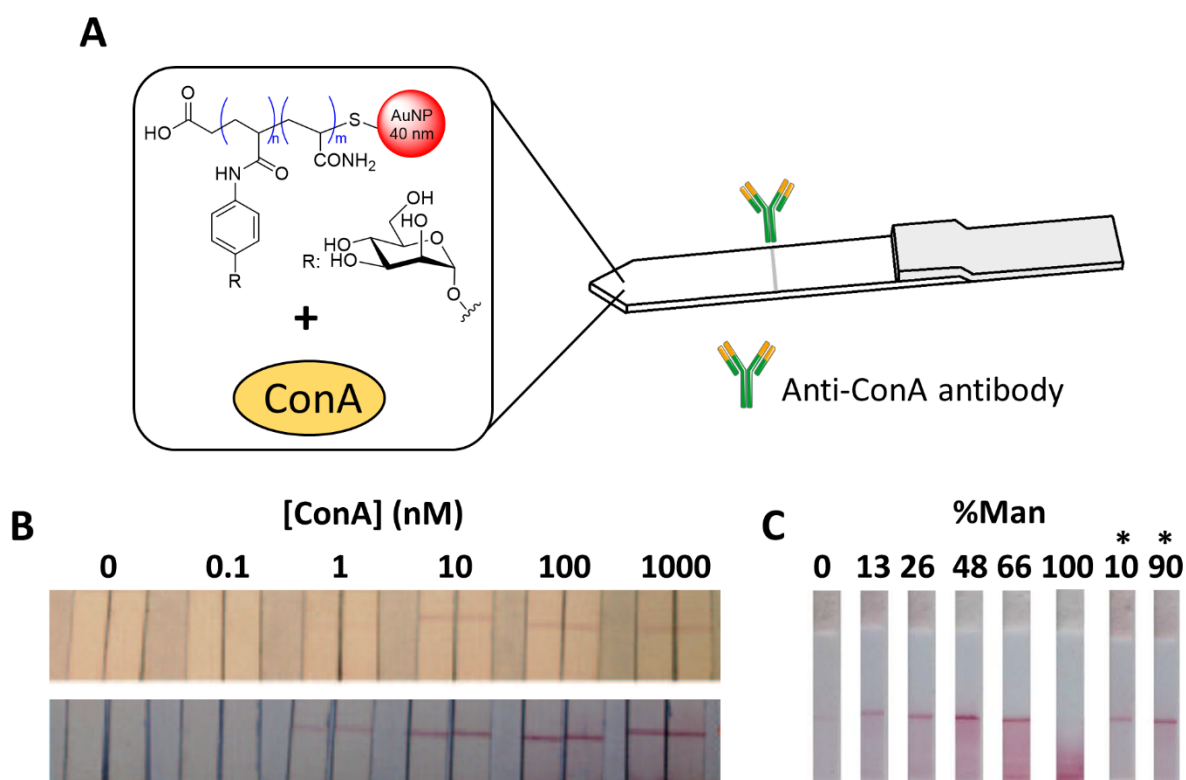 A
O
HO
n
m
S
AuNP
40 nm
HN
O
CONH2
R
R:
OH
HO
HO
HO
OH
O
O
+
ConA
Anti-ConA antibody
B
[ConA] (nM)
0 0.1 1 10 100 1000
C
%Man
* *
0 13 26 48 66 100 10 90